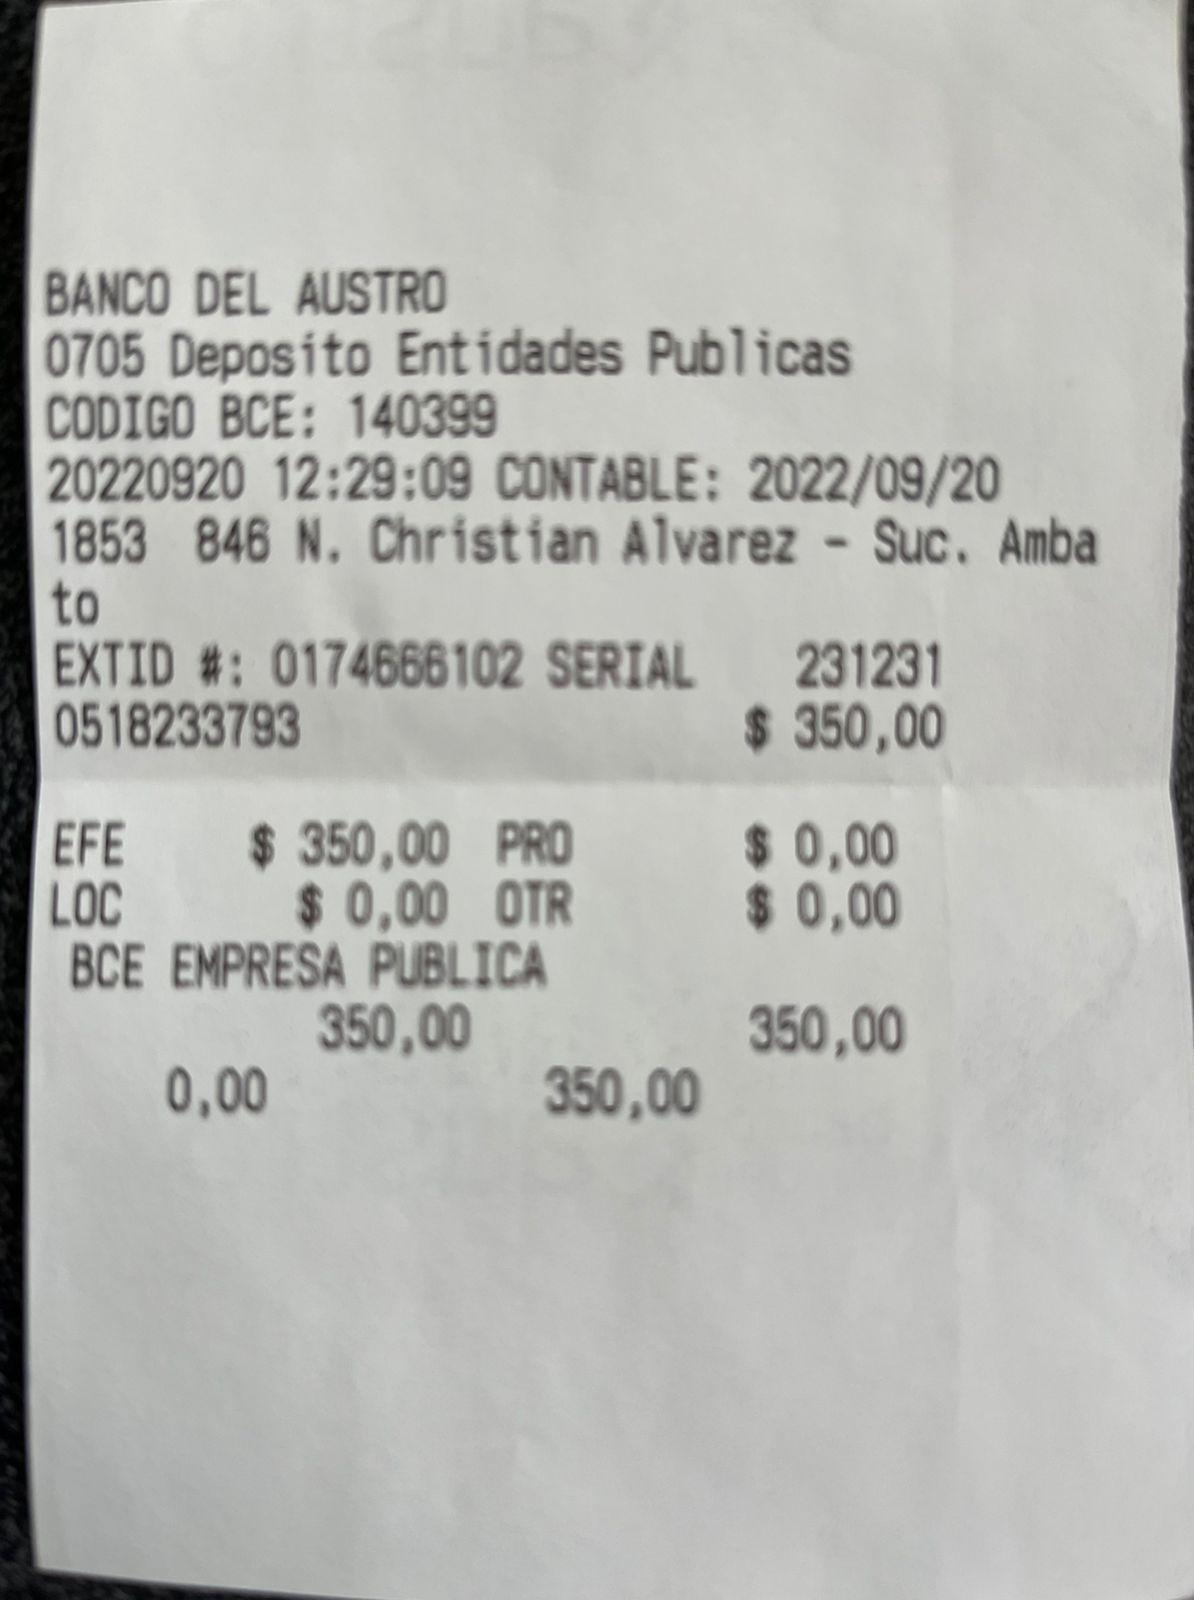 BANCO DEL AUSTRO
0705 Deposito Entidades Publicas
CODIGO BCE: 140399
20220920 12:29:09 CONTABLE: 2022/09/20
1853  846 N. Christian Alvarez - Suc. Amba
to
EXTID #: 0174666102 SERIAL 231231
0518233793 $ 350,00
EFE $ 350,00 PRO $ 0,00
LOC $ 0,00 OTR $ 0,00
BCE EMPRESA PUBLICA
350,00 350,00
0,00 350,00